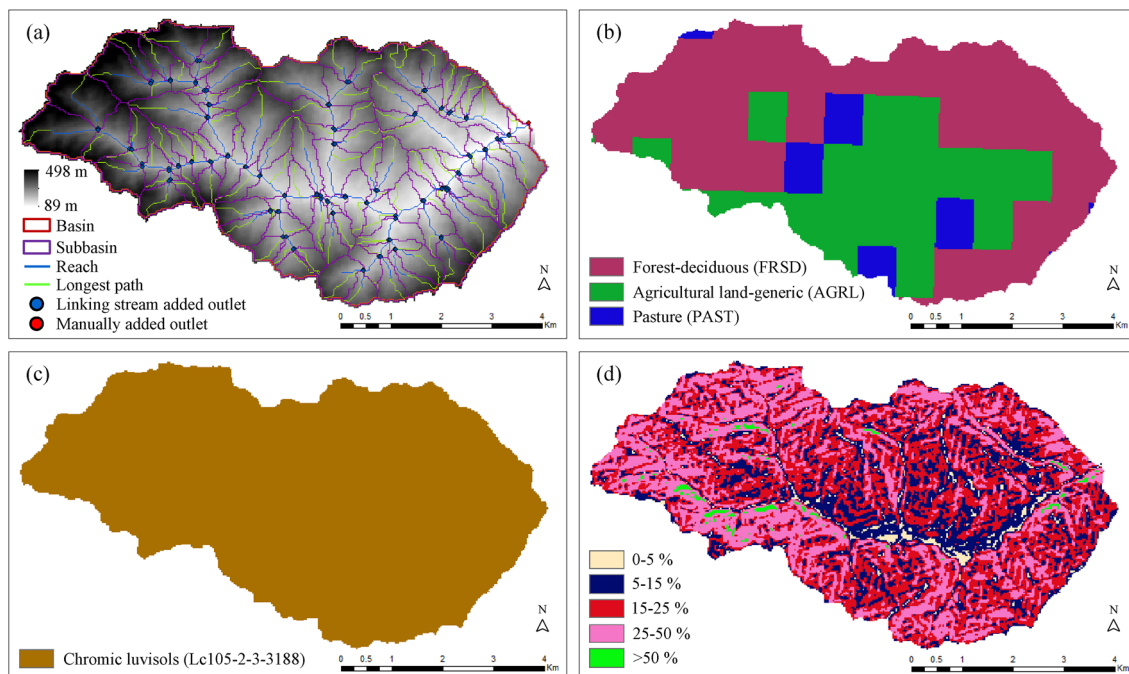 (a)
498 m
89 m
Basin
Subbasin
Reach
Longest path
Linking stream added outlet
Manually added outlet
N
0 0.5 1 2 3 4
Km
(b)
Forest-deciduous (FRSD)
Agricultural land-generic (AGRL)
Pasture (PAST)
N
0 0.5 1 2 3 4
Km
(c)
Chromic luvisols (Lc105-2-3-3188)
N
0 0.5 1 2 3 4
Km
(d)
0-5 %
5-15 %
15-25 %
25-50 %
>50 %
N
0 0.5 1 2 3 4
Km